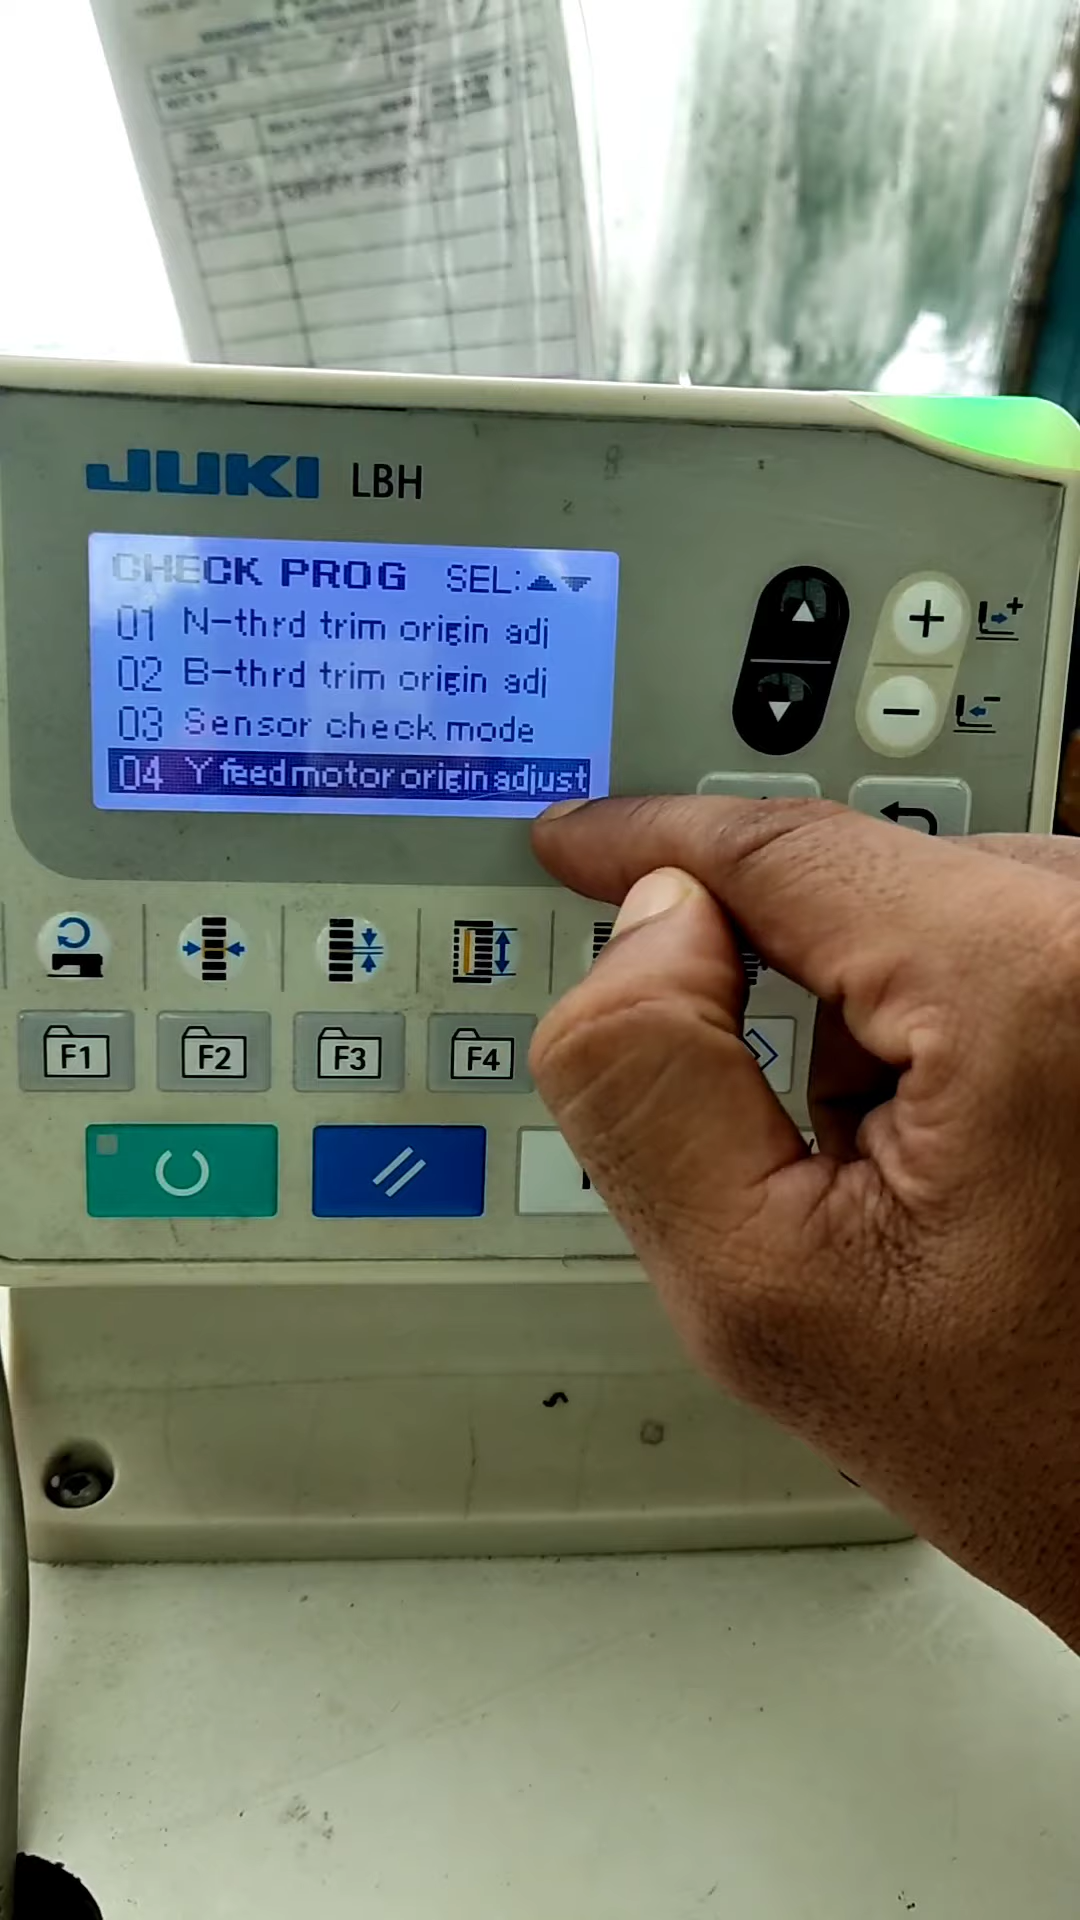 JUKI LBH
CHECK PROG SEL:
01 N-thrd trim origin adj
02 B-thrd trim origin adj
03 Sensor check mode
04 Y feed motor origin adjust
F1 F2 F3 F4